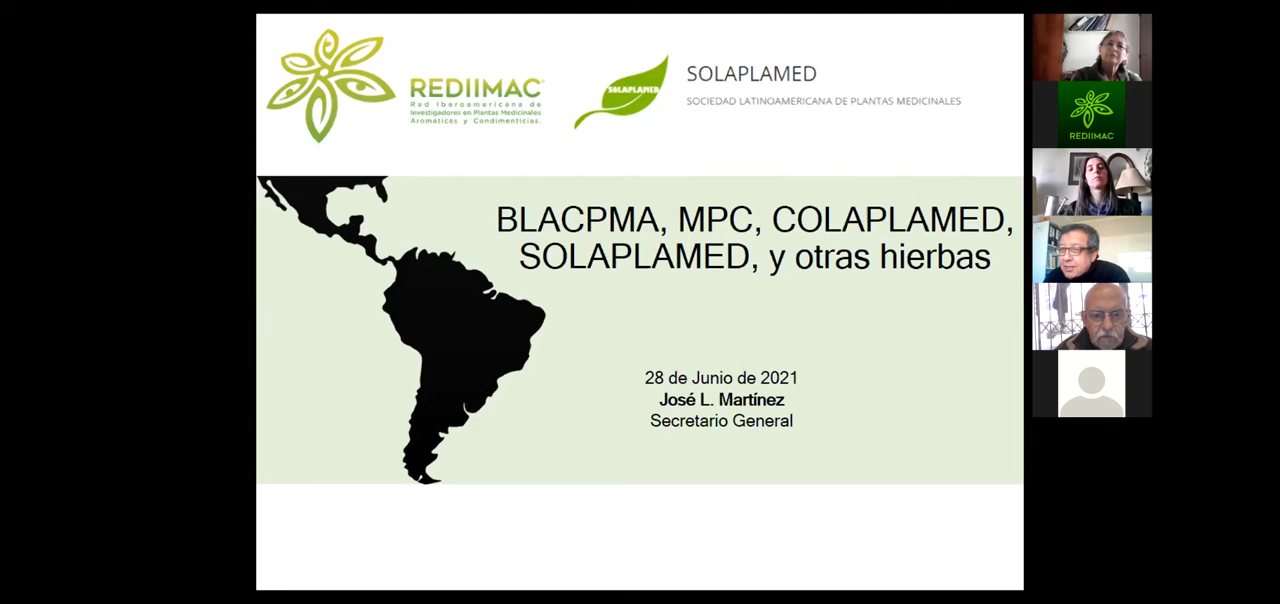 REDIIMAC
Red Iberoamericana de
Investigadores en Plantas Medicinales
Aromáticas y Condimenticias.
SOLAPLAMED
SOLAPLAMED
SOCIEDAD LATINOAMERICANA DE PLANTAS MEDICINALES
BLACPMA, MPC, COLAPLAMED,
SOLAPLAMED, y otras hierbas
28 de Junio de 2021
José L. Martínez
Secretario General
REDIIMAC